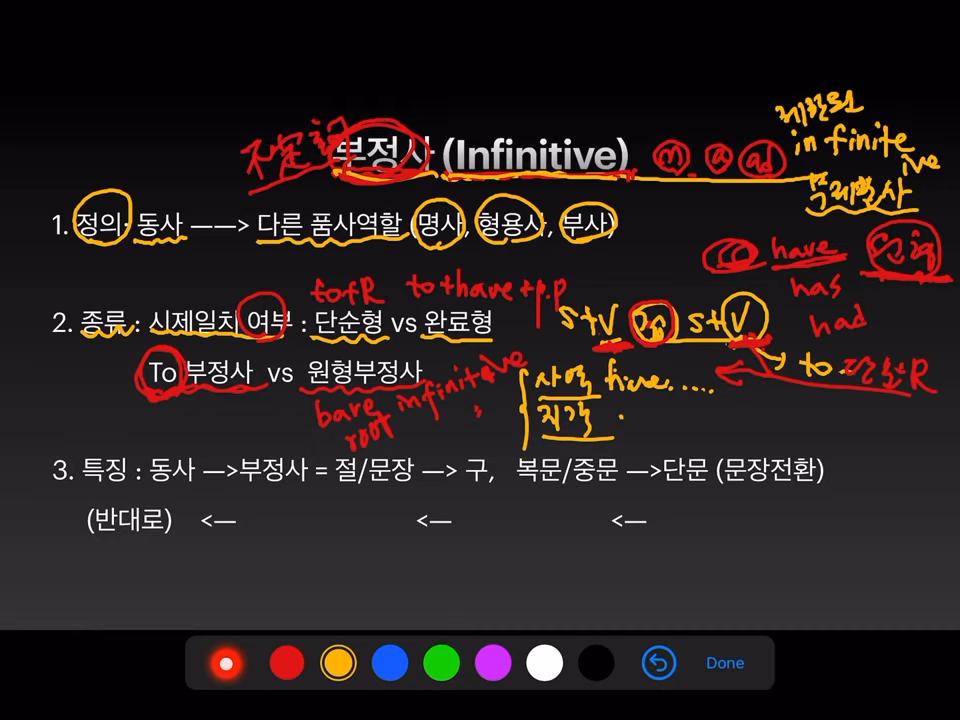 제한된
不定詞 부정사 (Infinitive) n a ad in finite
ive
무제한사
1. 정의: 동사 ——> 다른 품사역할 (명사, 형용사, 부사)
have
to+R to+have+p.p has
2. 종류 : 시제일치 여부 : 단순형 vs 완료형 S+V S+V had
To 부정사 vs 원형부정사 to
bare infinitive 사역 have.....
root 지각
3. 특징 : 동사 —>부정사 = 절/문장 —> 구, 복문/중문 —>단문 (문장전환)
(반대로) <— <— <—
Done